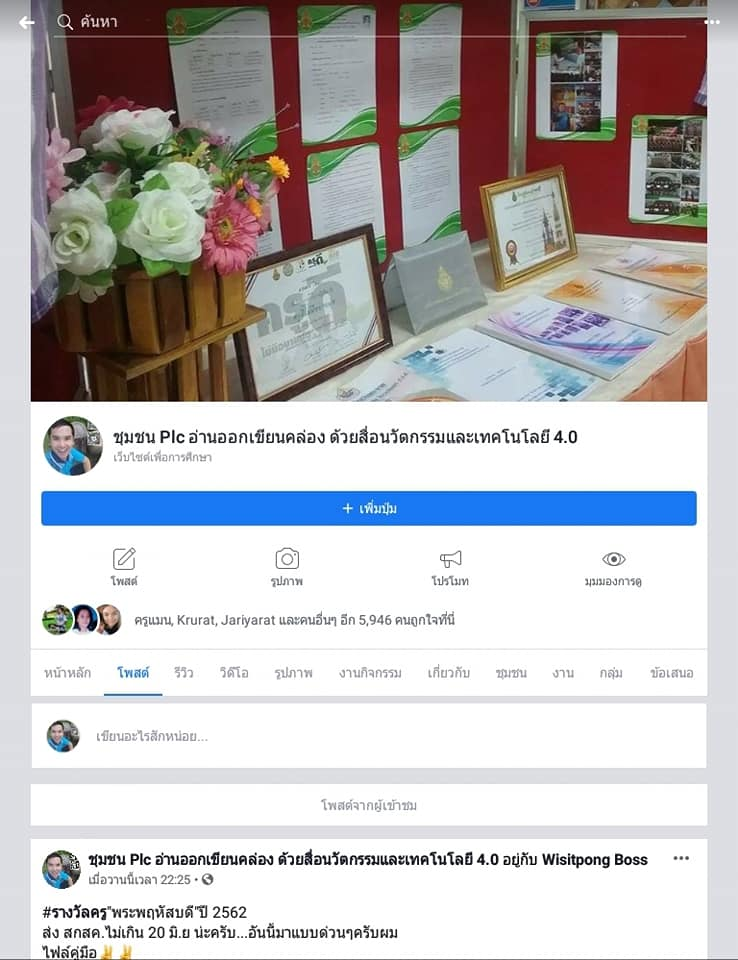 ค้นหา
ครูดี
ชุมชน Plc อ่านออกเขียนคล่อง ด้วยสื่อนวัตกรรมและเทคโนโลยี 4.0
เว็บไซต์เพื่อการศึกษา
+ เพิ่มปุ่ม
โพสต์ รูปภาพ โปรโมท มุมมองการดู
ครูแมน, Krurat, Jariyarat และคนอื่นๆ อีก 5,946 คนถูกใจที่นี่
หน้าหลัก โพสต์ รีวิว วิดีโอ รูปภาพ งานกิจกรรม เกี่ยวกับ ชุมชน งาน กลุ่ม ข้อเสนอ
เขียนอะไรสักหน่อย...
โพสต์จากผู้เข้าชม
ชุมชน Plc อ่านออกเขียนคล่อง ด้วยสื่อนวัตกรรมและเทคโนโลยี 4.0 อยู่กับ Wisitpong Boss
เมื่อวานนี้เวลา 22:25 •
#รางวัลครู"พระพฤหัสบดี"ปี 2562
ส่ง สกสค.ไม่เกิน 20 มิ.ย น่ะครับ...อันนี้มาแบบด่วนๆครับผม
ไฟล์คู่มือ✌✌